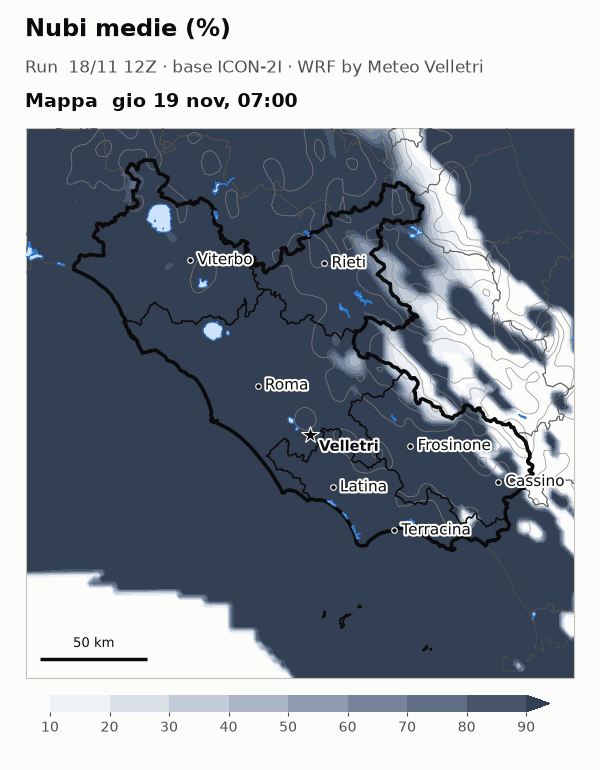 Nubi medie (%)
Run 18/11 12Z · base ICON-2I · WRF by Meteo Velletri
Mappa gio 19 nov, 07:00
Viterbo
Rieti
Roma
Velletri
Frosinone
Latina
Cassino
Terracina
50 km
10 20 30 40 50 60 70 80 90